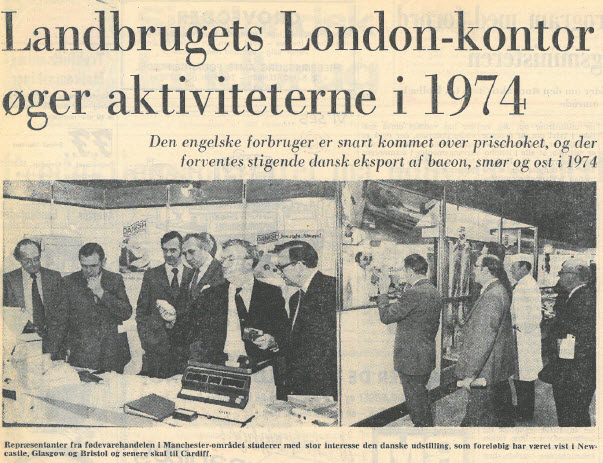 Landbrugets London-kontor
øger aktiviteterne i 1974
Den engelske forbruger er snart kommet over prischoket, og der
forventes stigende dansk eksport af bacon, smør og ost i 1974
DANISH
DANISH
Repræsentanter fra fødevarehandelen i Manchester-området studerer med stor interesse den danske udstilling, som foreløbig har været vist i New-
castle, Glasgow og Bristol og senere skal til Cardiff.